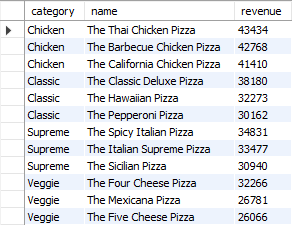 category name revenue
Chicken The Thai Chicken Pizza 43434
Chicken The Barbecue Chicken Pizza 42768
Chicken The California Chicken Pizza 41410
Classic The Classic Deluxe Pizza 38180
Classic The Hawaiian Pizza 32273
Classic The Pepperoni Pizza 30162
Supreme The Spicy Italian Pizza 34831
Supreme The Italian Supreme Pizza 33477
Supreme The Sicilian Pizza 30940
Veggie The Four Cheese Pizza 32266
Veggie The Mexicana Pizza 26781
Veggie The Five Cheese Pizza 26066